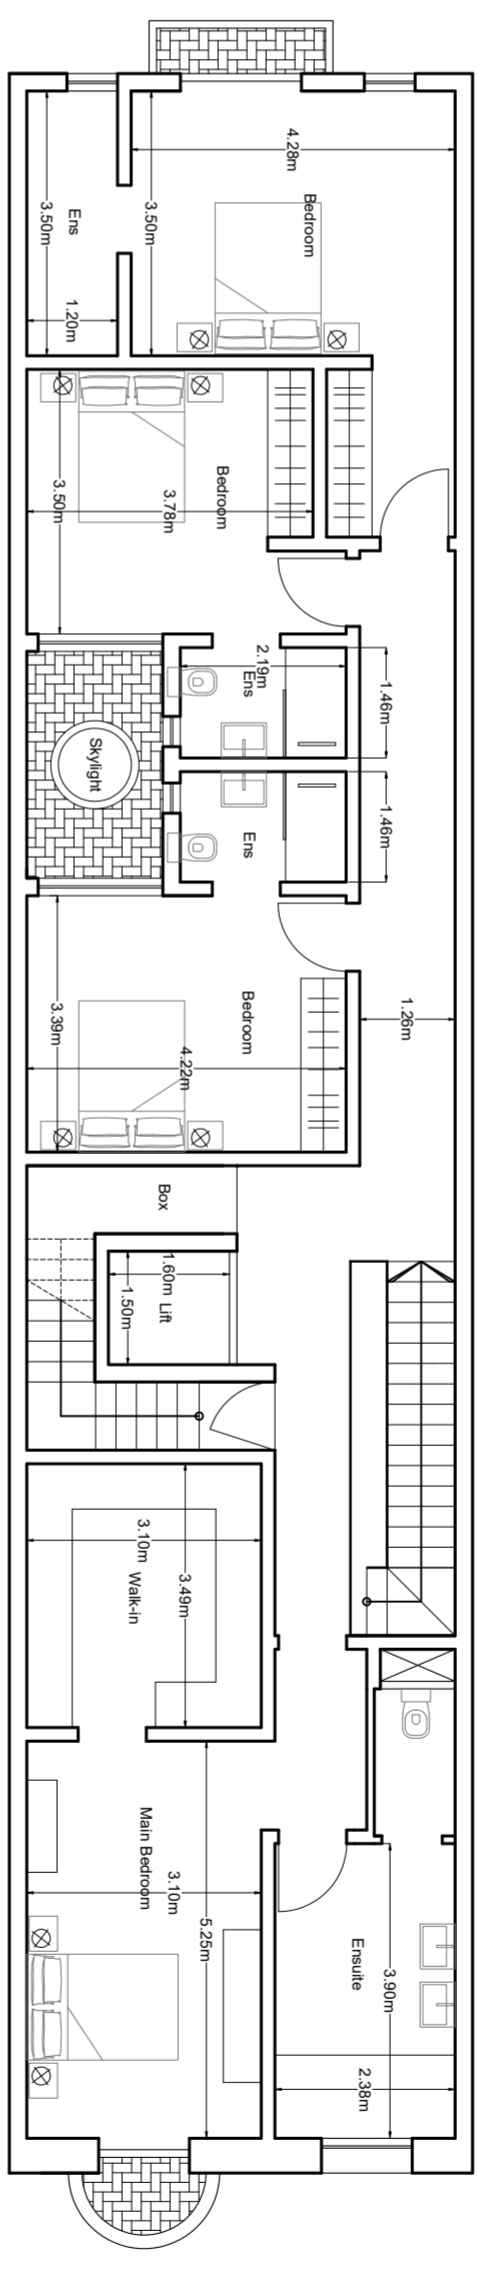 4.28m
Bedroom
3.50m
Ens
3.50m
1.20m
Bedroom
3.78m
3.50m
2.19m
Ens
1.46m
Skylight
1.46m
Ens
Bedroom
1.26m
3.39m
4.22m
Box
1.60m
Lift
1.50m
3.10m
3.49m
Walk-in
Main Bedroom
3.10m
5.25m
Ensuite
3.90m
2.38m